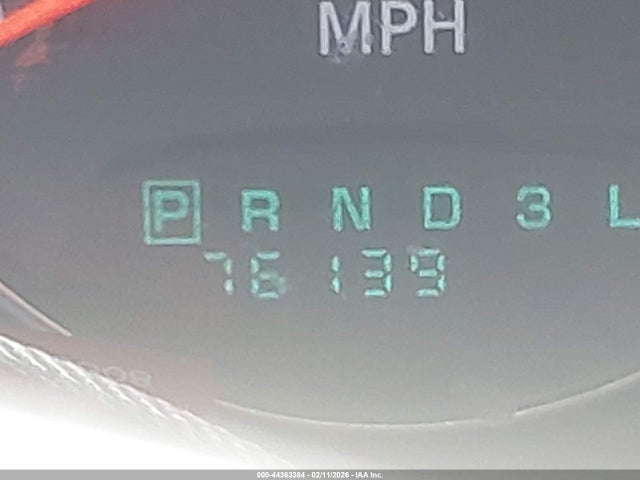 MPH
P R N D 3 L
76139
000-44363384 - 02/11/2026 - IAA Inc.